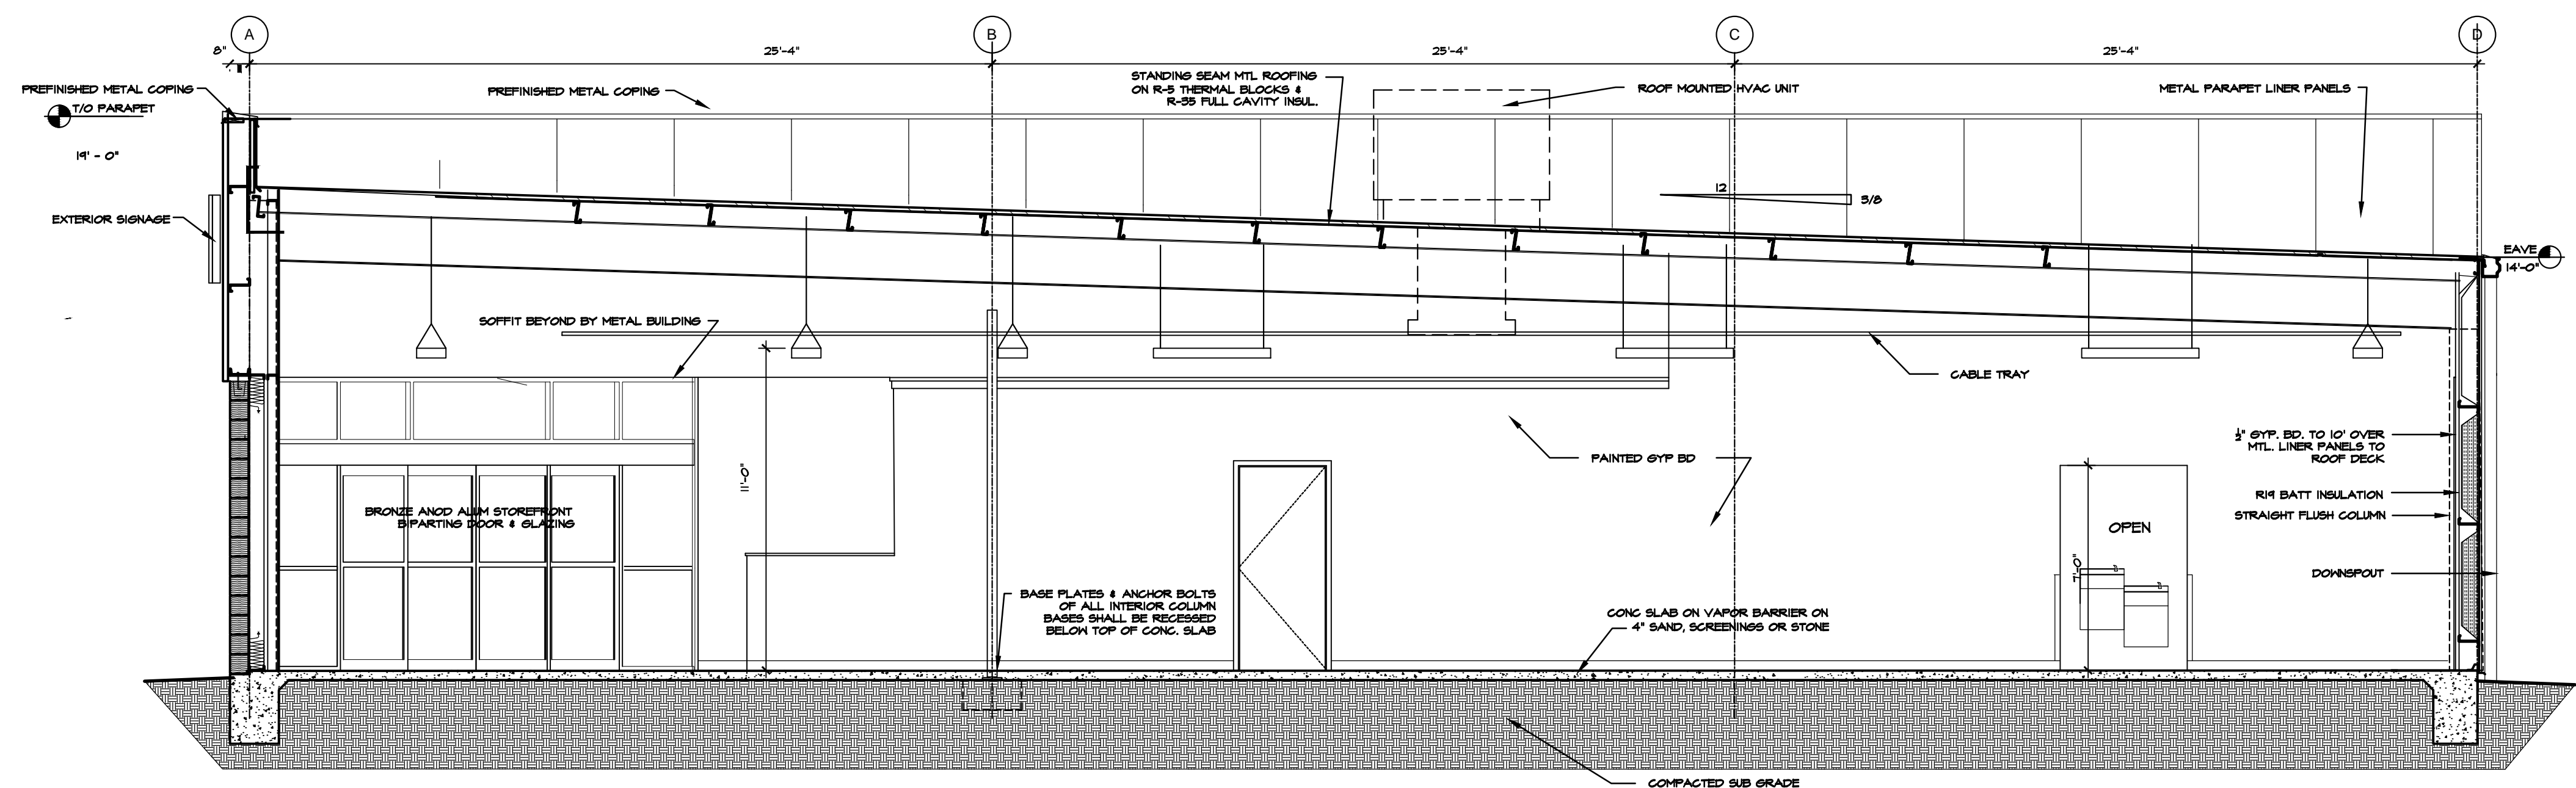 A
B
C
D
8"
25'-4"
25'-4"
25'-4"
PREFINISHED METAL COPING
T/O PARAPET
19' - 0"
PREFINISHED METAL COPING
STANDING SEAM MTL ROOFING
ON R-5 THERMAL BLOCKS &
R-35 FULL CAVITY INSUL.
ROOF MOUNTED HVAC UNIT
METAL PARAPET LINER PANELS
12
5/8
EXTERIOR SIGNAGE
EAVE
14'-0"
SOFFIT BEYOND BY METAL BUILDING
CABLE TRAY
11'-0"
PAINTED GYP BD
½" GYP. BD. TO 10' OVER
MTL. LINER PANELS TO
ROOF DECK
R19 BATT INSULATION
STRAIGHT FLUSH COLUMN
BRONZE ANOD ALUM STOREFRONT
BIPARTING DOOR & GLAZING
OPEN
7'-0"
DOWNSPOUT
BASE PLATES & ANCHOR BOLTS
OF ALL INTERIOR COLUMN
BASES SHALL BE RECESSED
BELOW TOP OF CONC. SLAB
CONC SLAB ON VAPOR BARRIER ON
4" SAND, SCREENINGS OR STONE
COMPACTED SUB GRADE